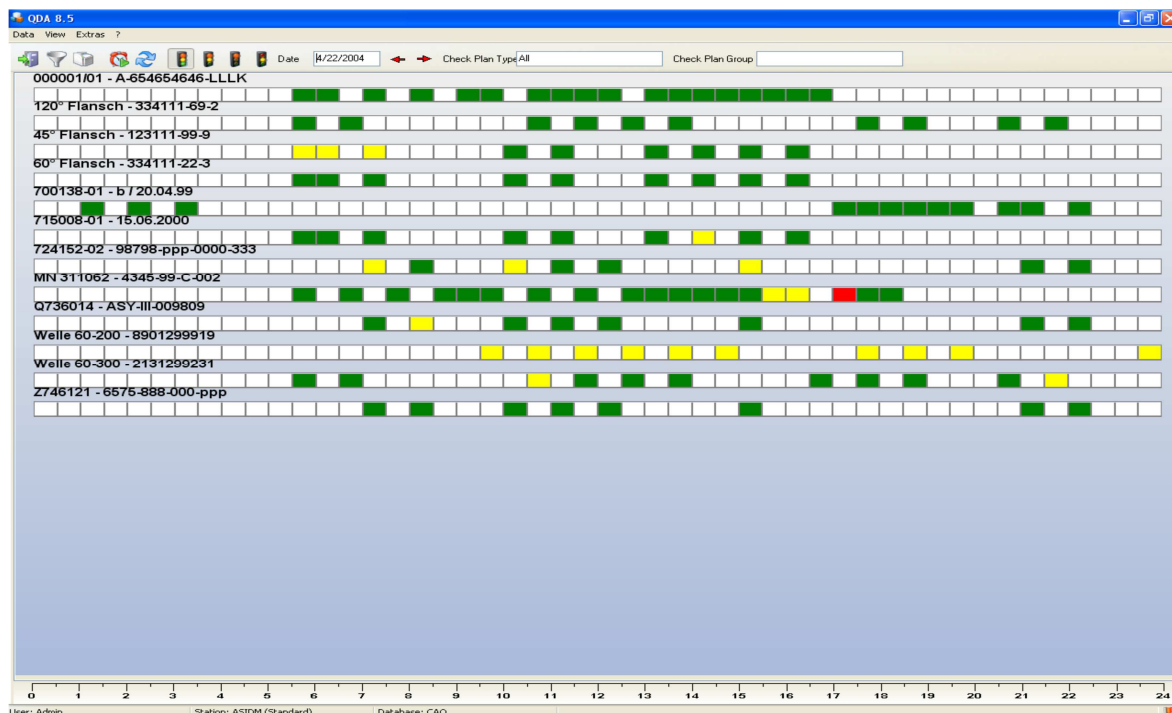 QDA 8.5
Data View Extras ?
Date 4/22/2004 Check Plan Type All Check Plan Group
000001/01 - A-654654646-LLLK
120° Flansch - 334111-69-2
45° Flansch - 123111-99-9
60° Flansch - 334111-22-3
700138-01 - b / 20.04.99
715008-01 - 15.06.2000
724152-02 - 98798-ppp-0000-333
MN 311062 - 4345-99-C-002
Q736014 - ASY-III-009809
Welle 60-200 - 8901299919
Welle 60-300 - 2131299231
Z746121 - 6575-888-000-ppp
0 1 2 3 4 5 6 7 8 9 10 11 12 13 14 15 16 17 18 19 20 21 22 23 24
User: Admin Station: ASIDM (Standard) Database: CAQ